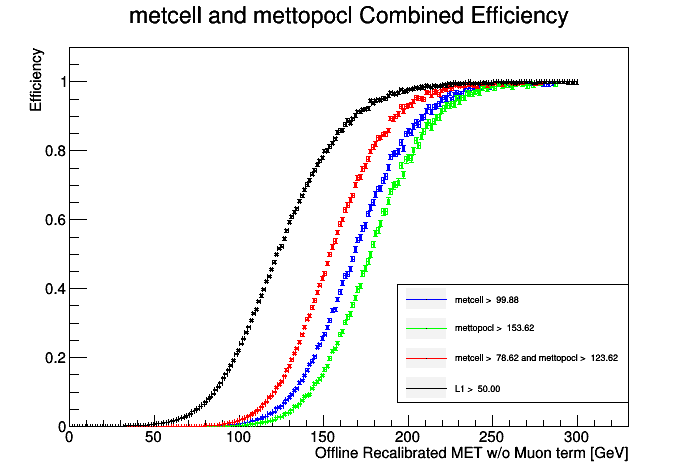 metcell and mettopocl Combined Efficiency
Efficiency
1
0.8
0.6
0.4
0.2
0
0 50 100 150 200 250 300
Offline Recalibrated MET w/o Muon term [GeV]
metcell > 99.88
mettopocl > 153.62
metcell > 78.62 and mettopocl > 123.62
L1 > 50.00